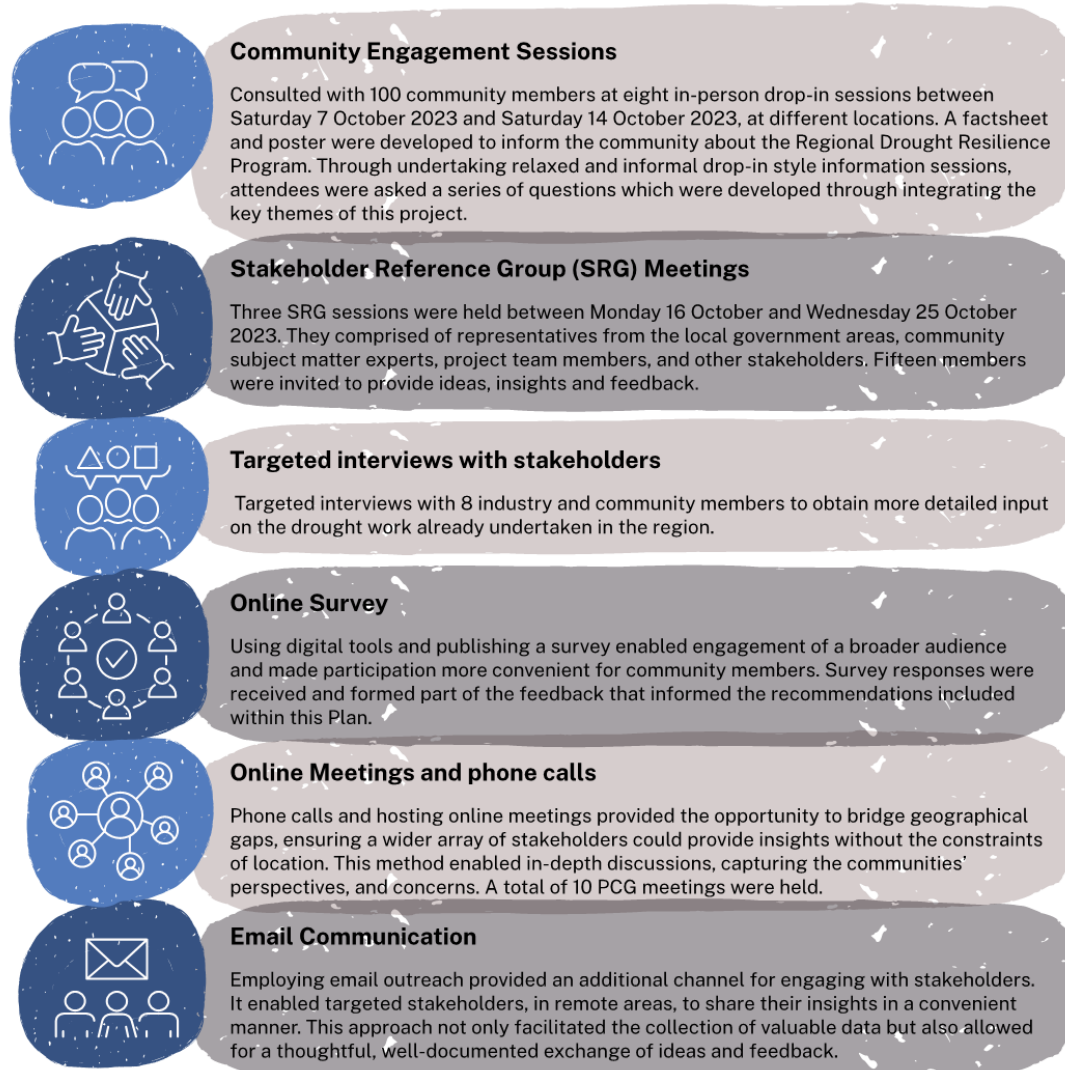 Community Engagement Sessions
Consulted with 100 community members at eight in-person drop-in sessions between
Saturday 7 October 2023 and Saturday 14 October 2023, at different locations. A factsheet
and poster were developed to inform the community about the Regional Drought Resilience
Program. Through undertaking relaxed and informal drop-in style information sessions,
attendees were asked a series of questions which were developed through integrating the
key themes of this project.
Stakeholder Reference Group (SRG) Meetings
Three SRG sessions were held between Monday 16 October and Wednesday 25 October
2023. They comprised of representatives from the local government areas, community
subject matter experts, project team members, and other stakeholders. Fifteen members
were invited to provide ideas, insights and feedback.
Targeted interviews with stakeholders
Targeted interviews with 8 industry and community members to obtain more detailed input
on the drought work already undertaken in the region.
Online Survey
Using digital tools and publishing a survey enabled engagement of a broader audience
and made participation more convenient for community members. Survey responses were
received and formed part of the feedback that informed the recommendations included
within this Plan.
Online Meetings and phone calls
Phone calls and hosting online meetings provided the opportunity to bridge geographical
gaps, ensuring a wider array of stakeholders could provide insights without the constraints
of location. This method enabled in-depth discussions, capturing the communities’
perspectives, and concerns. A total of 10 PCG meetings were held.
Email Communication
Employing email outreach provided an additional channel for engaging with stakeholders.
It enabled targeted stakeholders, in remote areas, to share their insights in a convenient
manner. This approach not only facilitated the collection of valuable data but also allowed
for a thoughtful, well-documented exchange of ideas and feedback.